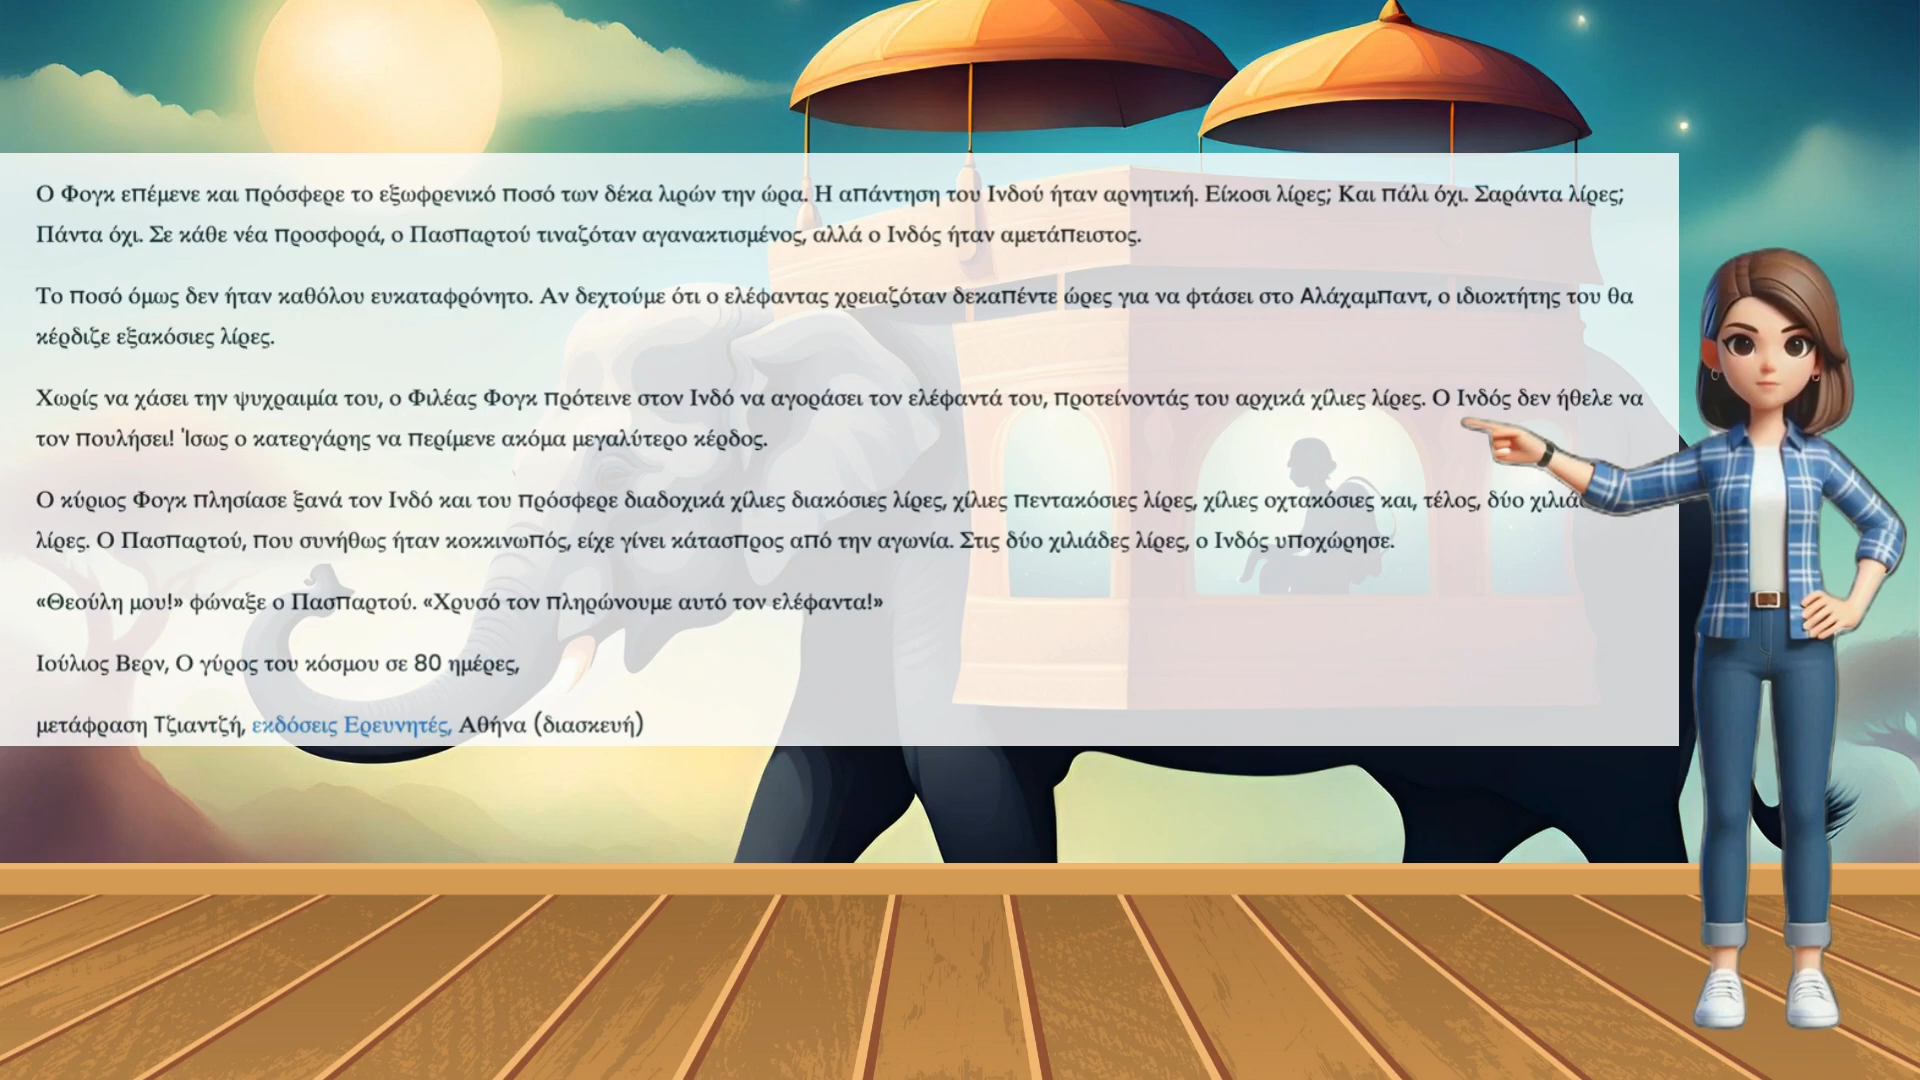 Ο Φογκ επέμενε και πρόσφερε το εξωφρενικό ποσό των δέκα λιρών την ώρα. Η απάντηση του Ινδού ήταν αρνητική. Είκοσι λίρες; Και πάλι όχι. Σαράντα λίρες;
Πάντα όχι. Σε κάθε νέα προσφορά, ο Πασπαρτού τιναζόταν αγανακτισμένος, αλλά ο Ινδός ήταν αμετάπειστος.
Το ποσό όμως δεν ήταν καθόλου ευκαταφρόνητο. Αν δεχτούμε ότι ο ελέφαντας χρειαζόταν δεκαπέντε ώρες για να φτάσει στο Αλάχαμπαντ, ο ιδιοκτήτης του θα
κέρδιζε εξακόσιες λίρες.
Χωρίς να χάσει την ψυχραιμία του, ο Φιλέας Φογκ πρότεινε στον Ινδό να αγοράσει τον ελέφαντά του, προτείνοντάς του αρχικά χίλιες λίρες. Ο Ινδός δεν ήθελε να
τον πουλήσει! Ίσως ο κατεργάρης να περίμενε ακόμα μεγαλύτερο κέρδος.
Ο κύριος Φογκ πλησίασε ξανά τον Ινδό και του πρόσφερε διαδοχικά χίλιες διακόσιες λίρες, χίλιες πεντακόσιες λίρες, χίλιες οχτακόσιες και, τέλος, δύο
λίρες. Ο Πασπαρτού, που συνήθως ήταν κοκκινωπός, είχε γίνει κάτασπρος από την αγωνία. Στις δύο χιλιάδες λίρες, ο Ινδός υποχώρησε.
«Θεούλη μου!» φώναξε ο Πασπαρτού. «Χρυσό τον πληρώνουμε αυτό τον ελέφαντα!»
Ιούλιος Βερν, Ο γύρος του κόσμου σε 80 ημέρες,
μετάφραση Τζιαντζή, εκδόσεις Ερευνητές, Αθήνα (διασκευή)